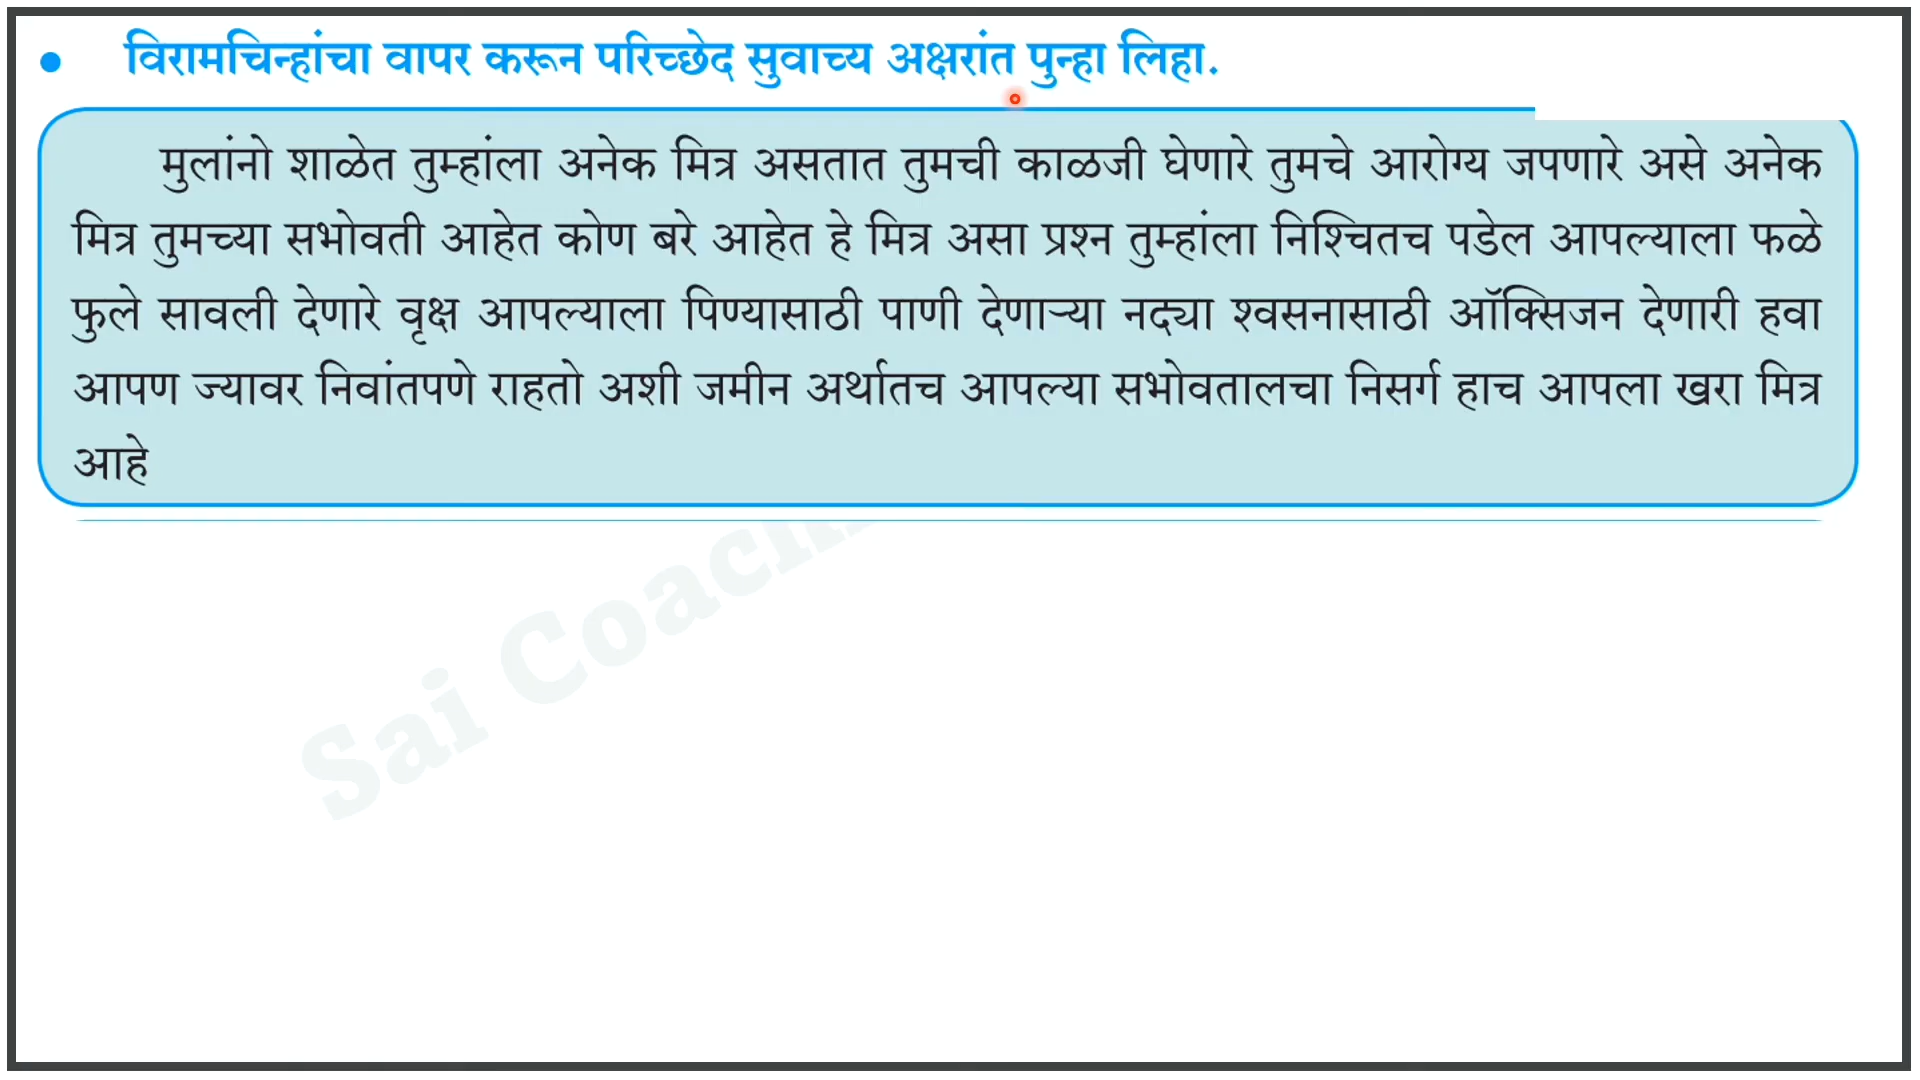 • विरामचिन्हांचा वापर करून परिच्छेद सुवाच्य अक्षरांत पुन्हा लिहा.
मुलांनो शाळेत तुम्हांला अनेक मित्र असतात तुमची काळजी घेणारे तुमचे आरोग्य जपणारे असे अनेक
मित्र तुमच्या सभोवती आहेत कोण बरे आहेत हे मित्र असा प्रश्न तुम्हांला निश्चितच पडेल आपल्याला फळे
फुले सावली देणारे वृक्ष आपल्याला पिण्यासाठी पाणी देणाऱ्या नद्या श्वसनासाठी ऑक्सिजन देणारी हवा
आपण ज्यावर निवांतपणे राहतो अशी जमीन अर्थातच आपल्या सभोवतालचा निसर्ग हाच आपला खरा मित्र
आहे
Sai